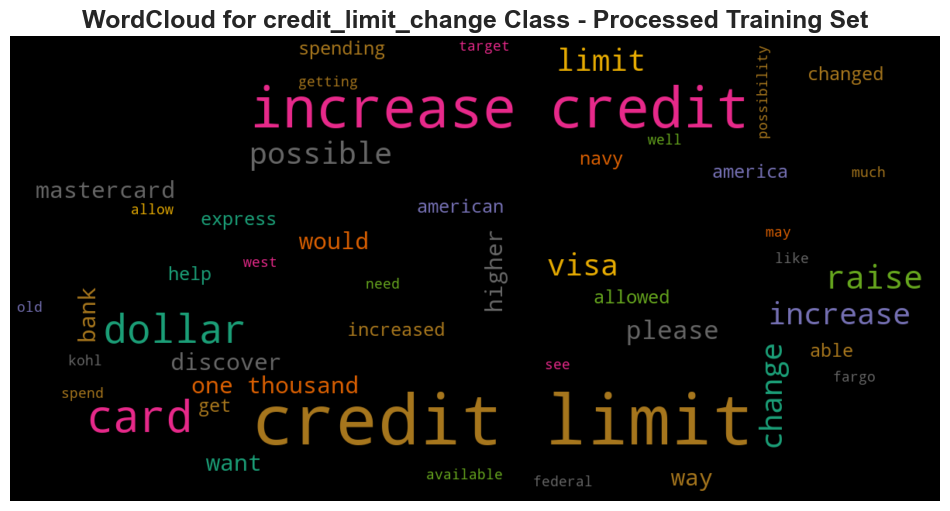 WordCloud for credit_limit_change Class - Processed Training Set
spending
target
limit
possibility
changed
getting
increase credit
well
possible
navy
america
much
mastercard
allow
express
american
would
higher
may
west
help
need
visa
like
raise
old
bank
dollar
increased
allowed
please
increase
kohl
discover
see
change
able
spend
one thousand
fargo
card
get
credit limit
want
available
federal
way